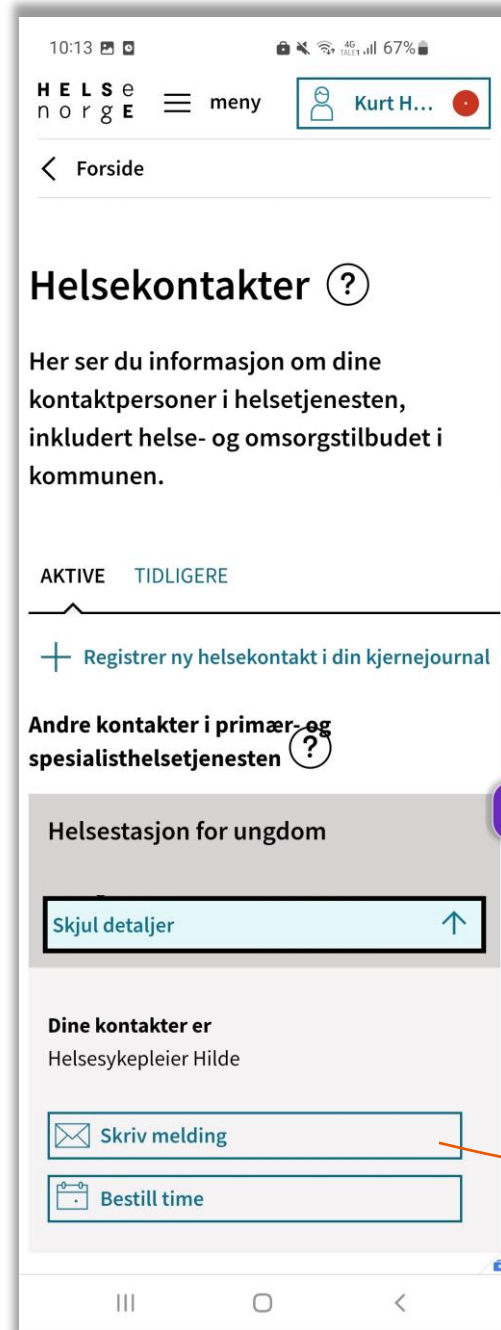 10:13 67%
HELSe
norgE meny Kurt H...
Forside
Helsekontakter ?
Her ser du informasjon om dine
kontaktpersoner i helsetjenesten,
inkludert helse- og omsorgstilbudet i
kommunen.
AKTIVE TIDLIGERE
Registrer ny helsekontakt i din kjernejournal
Andre kontakter i primær- og
spesialisthelsetjenesten ?
Helsestasjon for ungdom
Skjul detaljer
Dine kontakter er
Helsesykepleier Hilde
Skriv melding
Bestill time